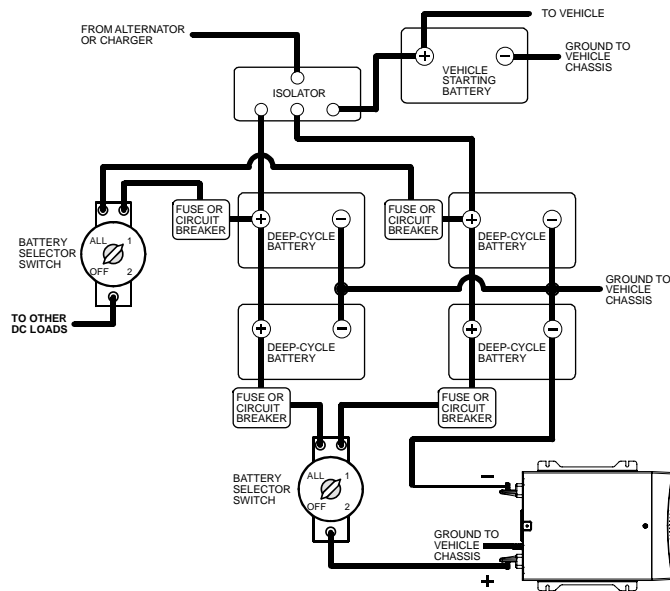 TO VEHICLE
FROM ALTERNATOR
OR CHARGER
GROUND TO
VEHICLE
CHASSIS
+
−
VEHICLE
STARTING
BATTERY
ISOLATOR
FUSE OR
CIRCUIT
BREAKER
+
−
DEEP-CYCLE
BATTERY
FUSE OR
CIRCUIT
BREAKER
+
−
DEEP-CYCLE
BATTERY
BATTERY
SELECTOR
SWITCH
ALL 1
OFF 2
GROUND TO
VEHICLE
CHASSIS
TO OTHER
DC LOADS
+
−
DEEP-CYCLE
BATTERY
+
−
DEEP-CYCLE
BATTERY
FUSE OR
CIRCUIT
BREAKER
FUSE OR
CIRCUIT
BREAKER
BATTERY
SELECTOR
SWITCH
ALL 1
OFF 2
−
GROUND TO
VEHICLE
CHASSIS
+